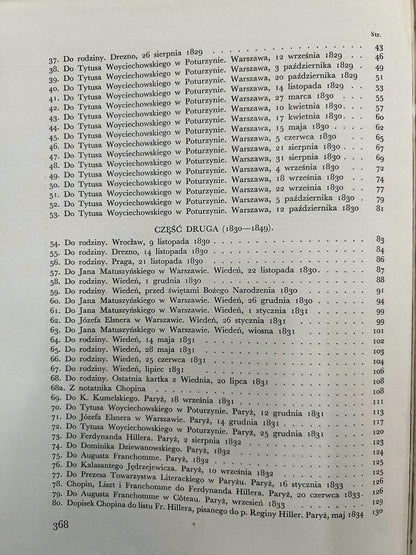 Str.
37. Do rodziny. Drezno, 26 sierpnia 1829 43
38. Do Tytusa Woyciechowskiego w Poturzynie. Warszawa, 12 września 1829 46
39. Do Tytusa Woyciechowskiego w Poturzynie. Warszawa, 3 października 1829 49
40. Do Tytusa Woyciechowskiego w Poturzynie. Warszawa, 20 października 1829 51
41. Do Tytusa Woyciechowskiego w Poturzynie. Warszawa, 14 listopada 1829 52
42. Do Tytusa Woyciechowskiego w Poturzynie. Warszawa, 27 marca 1830 53
43. Do Tytusa Woyciechowskiego w Poturzynie. Warszawa, 10 kwietnia 1830 57
44. Do Tytusa Woyciechowskiego w Poturzynie. Warszawa, 17 kwietnia 1830 60
45. Do Tytusa Woyciechowskiego w Poturzynie. Warszawa, 15 maja 1830 62
46. Do Tytusa Woyciechowskiego w Poturzynie. Warszawa, 5 czerwca 1830 65
47. Do Tytusa Woyciechowskiego w Poturzynie. Warszawa, 21 sierpnia 1830 67
48. Do Tytusa Woyciechowskiego w Poturzynie. Warszawa, 31 sierpnia 1830 69
49. Do Tytusa Woyciechowskiego w Poturzynie. Warszawa, 4 września 1830 72
50. Do Tytusa Woyciechowskiego w Poturzynie. Warszawa, 18 września 1830 74
51. Do Tytusa Woyciechowskiego w Poturzynie. Warszawa, 22 września 1830 77
52. Do Tytusa Woyciechowskiego w Poturzynie. Warszawa, 5 października 1830 79
53. Do Tytusa Woyciechowskiego w Poturzynie. Warszawa, 12 października 1830 81
CZĘŚĆ DRUGA (1830—1849).
54. Do rodziny. Wrocław, 9 listopada 1830 83
55. Do rodziny. Drezno, 14 listopada 1830 84
56. Do rodziny. Praga, 21 listopada 1830 86
57. Do Jana Matuszyńskiego w Warszawie. Wiedeń, 22 listopada 1830 87
58. Do rodziny. Wiedeń, 1 grudnia 1830 88
59. Do rodziny. Wiedeń, przed świętami Bożego Narodzenia 1830 91
60. Do Jana Matuszyńskiego w Warszawie. Wiedeń, 26 grudnia 1830 94
61. Do Jana Matuszyńskiego w Warszawie. Wiedeń, 1 stycznia 1831 99
62. Do Józefa Elsnera w Warszawie. Wiedeń, 26 stycznia 1831 99
63. Do Jana Matuszyńskiego w Warszawie. Wiedeń, wiosna 1831 101
64. Do rodziny. Wiedeń, 14 maja 1831 102
65. Do rodziny. Wiedeń, 28 maja 1831 103
66. Do rodziny. Wiedeń, 25 czerwca 1831 104
67. Do rodziny. Wiedeń, lipiec 1831 106
68. Do rodziny. Ostatnia kartka z Wiednia, 20 lipca 1831 108
68a. Z notatnika Chopina 108
69. Do K. Kumelskiego. Paryż, 18 września 1831 113
70. Do Tytusa Woyciechowskiego w Poturzynie. Paryż, 12 grudnia 1831 115
71. Do Józefa Elsnera w Warszawie. Paryż, 14 grudnia 1831 118
72. Do Tytusa Woyciechowskiego w Poturzynie. Paryż, 25 grudnia 1831 120
73. Do Ferdynanda Hillera. Paryż, 2 sierpnia 1832 123
74. Do Dominika Dziewanowskiego. Paryż, 1832 124
75. Do Augusta Franchomme. Paryż, 1832 125
76. Do Kalasantego Jędrzejewicza. Paryż, 10 września 1832 125
77. Do Prezesa Towarzystwa Literackiego w Paryżu. Paryż, 16 stycznia 1833 126
78. Chopin, Liszt i Franchomme do Ferdynanda Hillera. Paryż, 20 czerwca 1833 126
79. Do Augusta Franchomme w Côteau. Paryż, wrzesień 1833 129
80. Dopisek Chopina do listu Fr. Hillera, pisanego do p. Reginy Hiller. Paryż, maj 1834 130
368